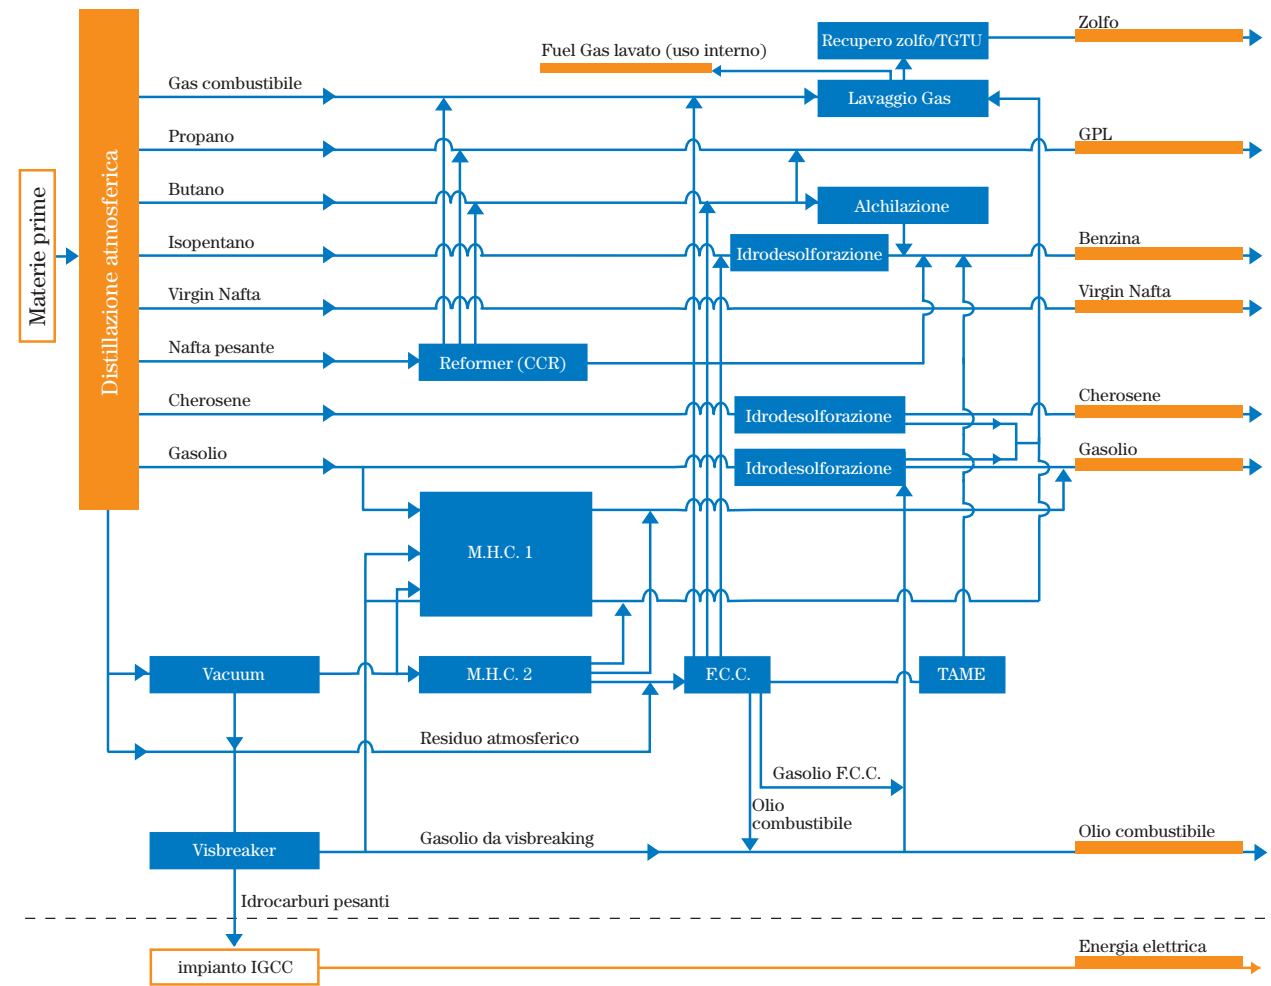 Zolfo
Recupero zolfo/TGTU
Fuel Gas lavato (uso interno)
Gas combustibile
Lavaggio Gas
Propano
GPL
Butano
Alchilazione
Isopentano
Idrodesolforazione
Benzina
Virgin Nafta
Virgin Nafta
Materie prime
Distillazione atmosferica
Nafta pesante
Reformer (CCR)
Cherosene
Idrodesolforazione
Cherosene
Gasolio
Idrodesolforazione
Gasolio
M.H.C. 1
Vacuum
M.H.C. 2
F.C.C.
TAME
Residuo atmosferico
Gasolio F.C.C.
Olio
combustibile
Visbreaker
Gasolio da visbreaking
Olio combustibile
Idrocarburi pesanti
impianto IGCC
Energia elettrica